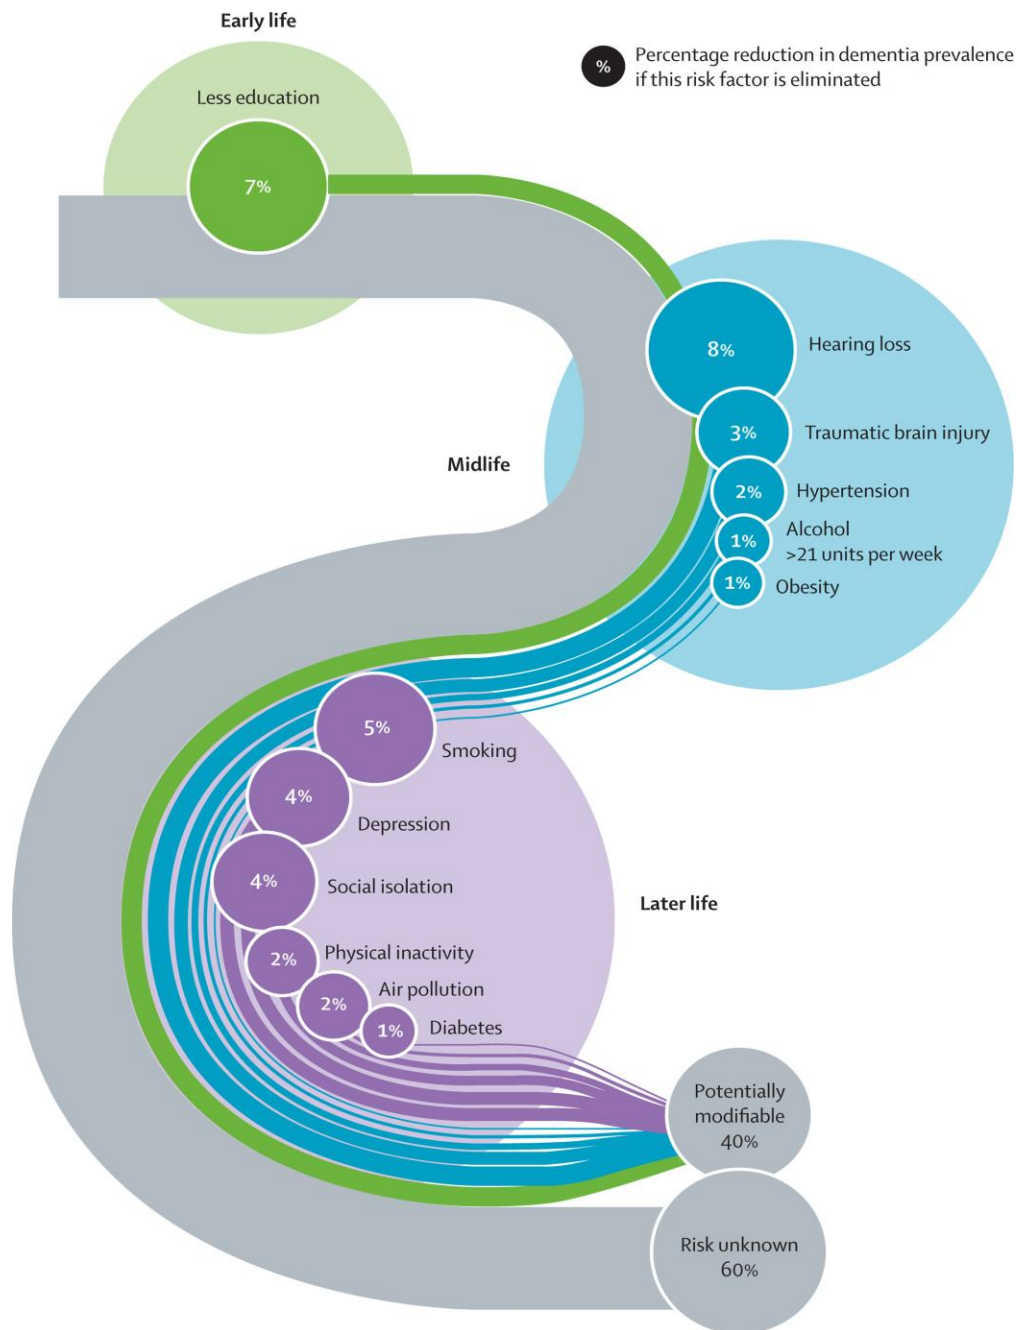 Early life
% Percentage reduction in dementia prevalence
if this risk factor is eliminated
Less education
7%
8% Hearing loss
3% Traumatic brain injury
Midlife
2% Hypertension
1% Alcohol
>21 units per week
1% Obesity
5% Smoking
4% Depression
4% Social isolation
Later life
2% Physical inactivity
2% Air pollution
1% Diabetes
Potentially
modifiable
40%
Risk unknown
60%